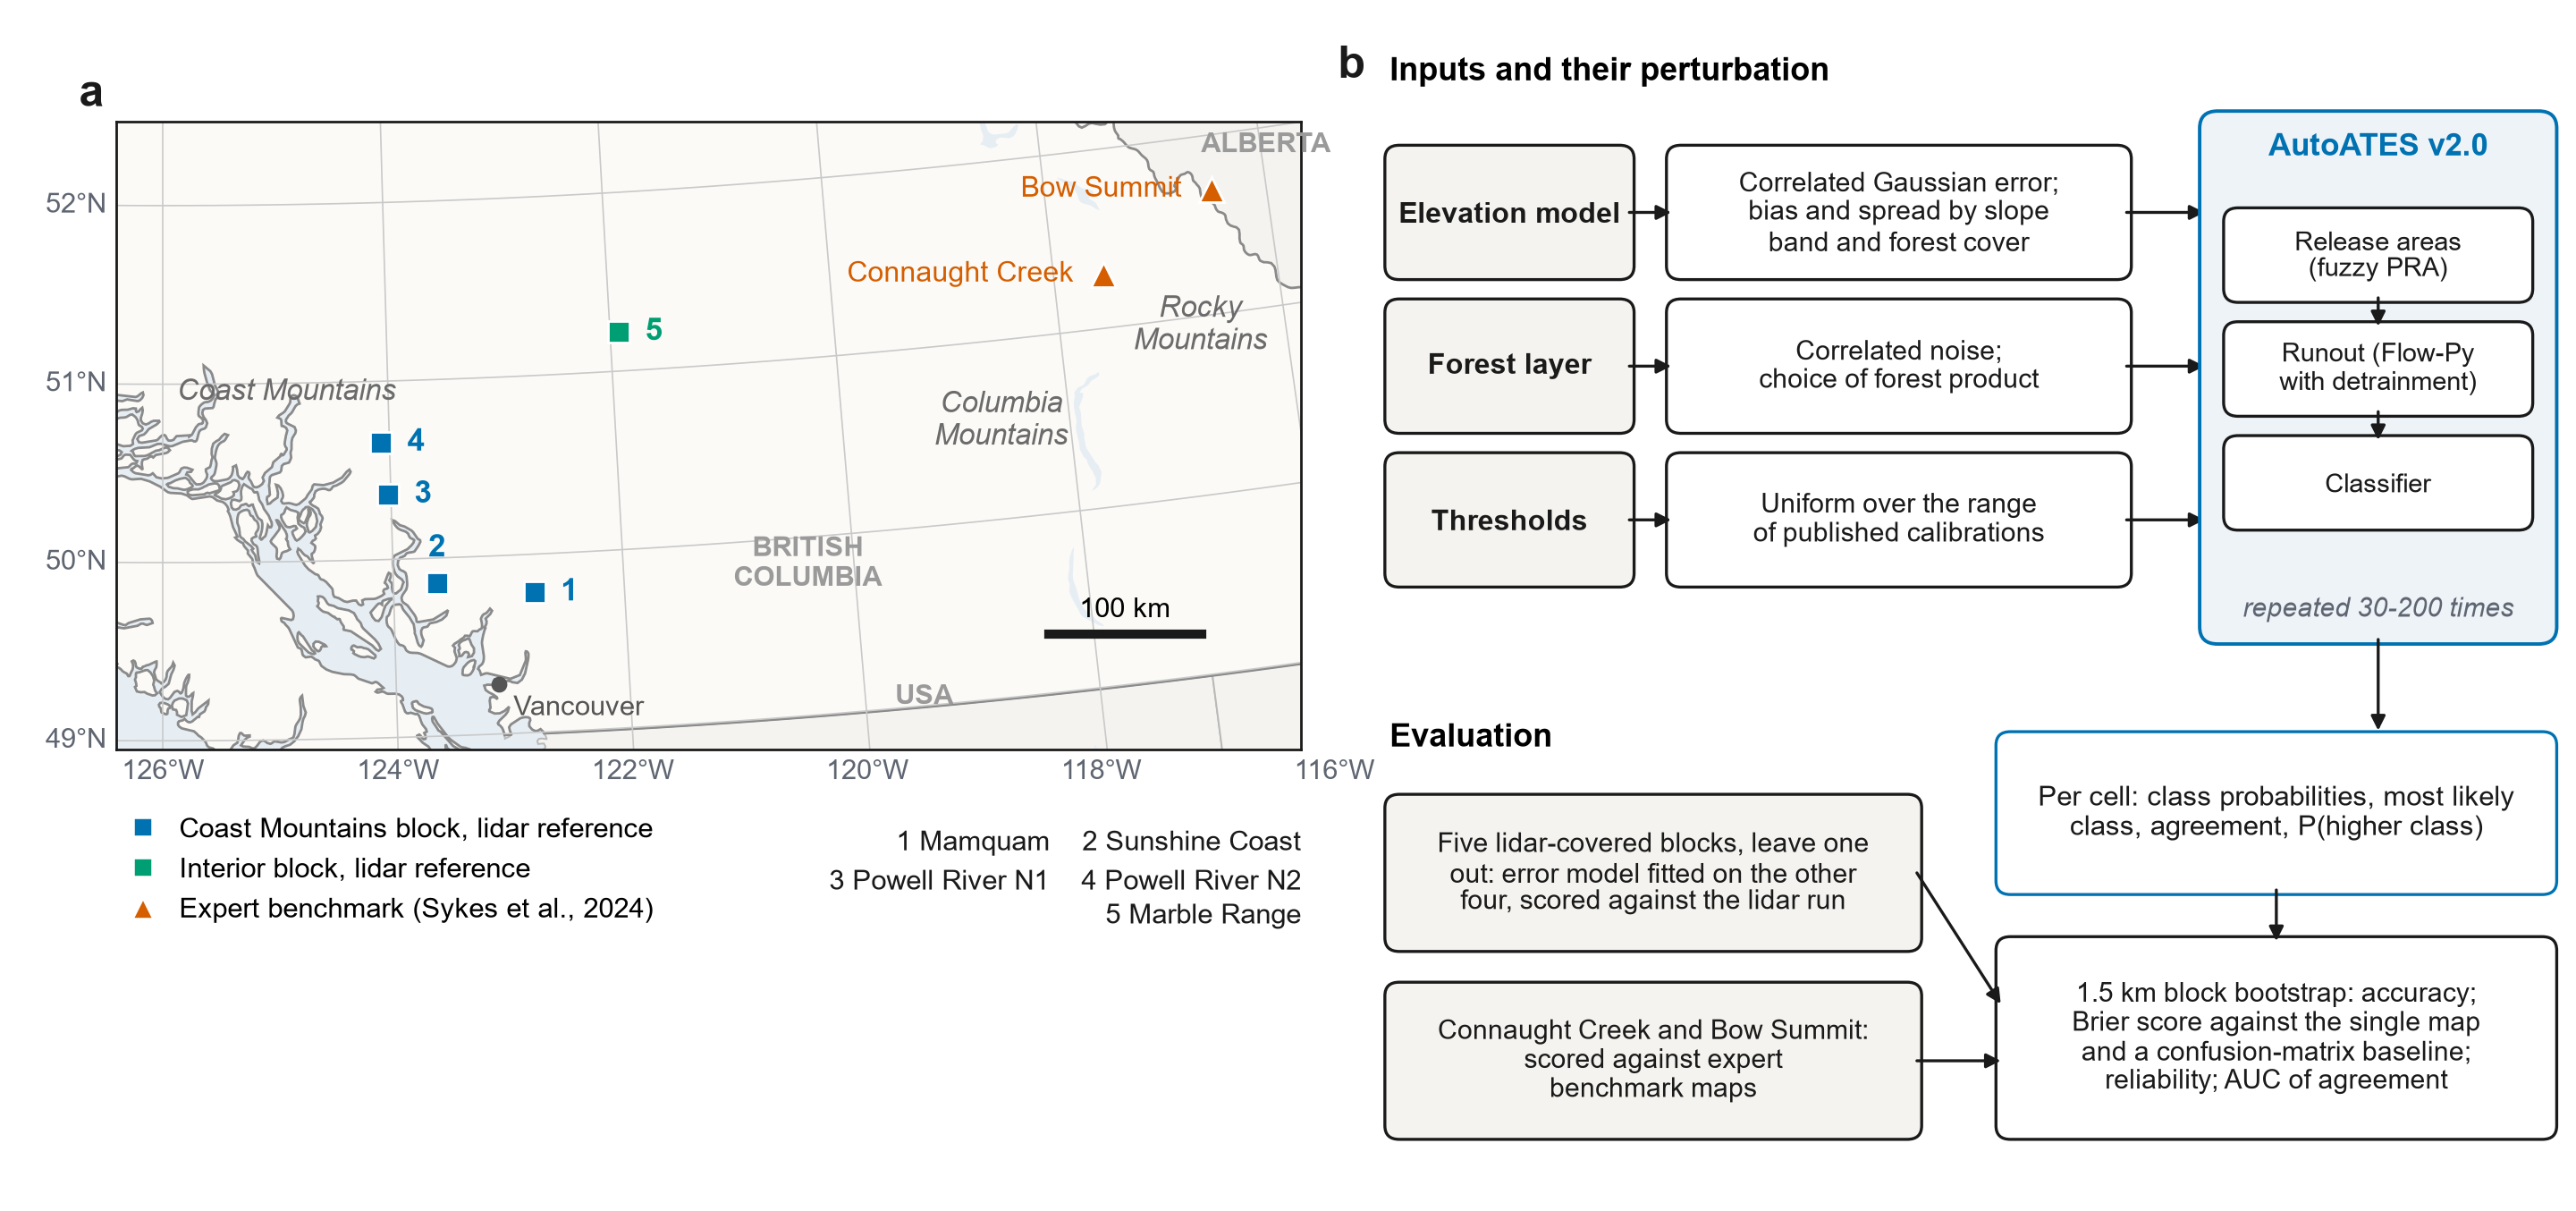 a
ALBERTA
Bow Summit
52°N
Connaught Creek
Rocky
Mountains
5
51°N
Coast Mountains
Columbia
Mountains
4
3
2
BRITISH
COLUMBIA
50°N
1
100 km
USA
Vancouver
49°N
126°W
124°W
122°W
120°W
118°W
116°W
Coast Mountains block, lidar reference
Interior block, lidar reference
Expert benchmark (Sykes et al., 2024)
1 Mamquam
2 Sunshine Coast
3 Powell River N1
4 Powell River N2
5 Marble Range
b
Inputs and their perturbation
Elevation model
Correlated Gaussian error;
bias and spread by slope
band and forest cover
Forest layer
Correlated noise;
choice of forest product
Thresholds
Uniform over the range
of published calibrations
AutoATES v2.0
Release areas
(fuzzy PRA)
Runout (Flow-Py
with detrainment)
Classifier
repeated 30-200 times
Evaluation
Per cell: class probabilities, most likely
class, agreement, P(higher class)
Five lidar-covered blocks, leave one
out: error model fitted on the other
four, scored against the lidar run
Connaught Creek and Bow Summit:
scored against expert
benchmark maps
1.5 km block bootstrap: accuracy;
Brier score against the single map
and a confusion-matrix baseline;
reliability; AUC of agreement